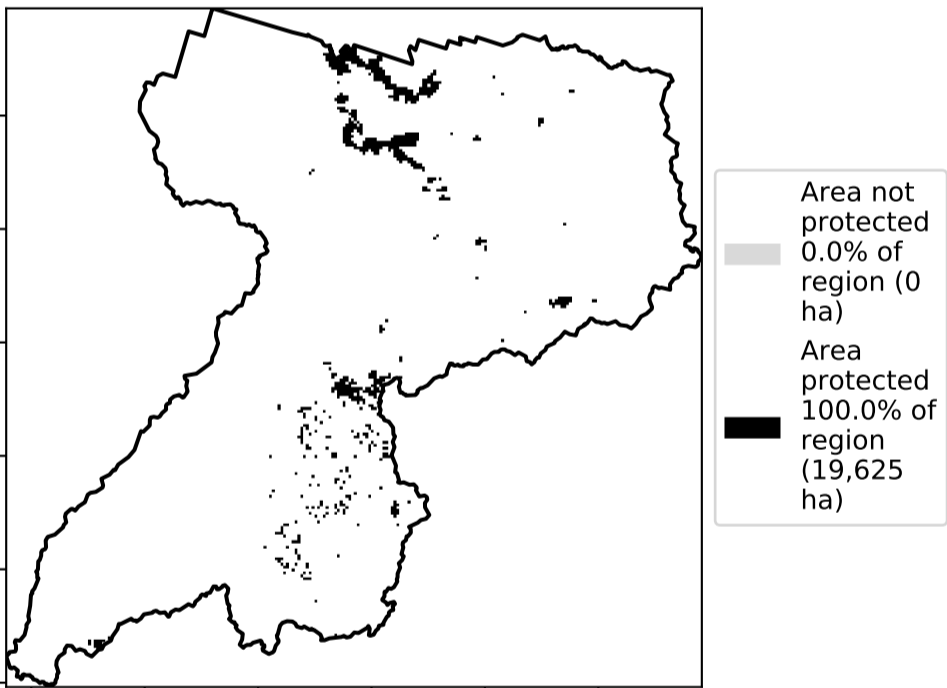 Area not
protected
0.0% of
region (0
ha)
Area
protected
100.0% of
region
(19,625
ha)